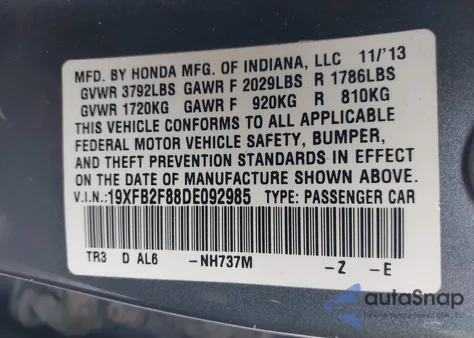 MFD. BY HONDA MFG. OF INDIANA, LLC 11/'13
GVWR 3792LBS GAWR F 2029LBS R 1786LBS
GVWR 1720KG GAWR F 920KG R 810KG
THIS VEHICLE CONFORMS TO ALL APPLICABLE
FEDERAL MOTOR VEHICLE SAFETY, BUMPER,
AND THEFT PREVENTION STANDARDS IN EFFECT
ON THE DATE OF MANUFACTURE SHOWN ABOVE.
V.I.N.:19XFB2F88DE092985 TYPE: PASSENGER CAR
TR3 D AL6 -NH737M -Z -E
autoSnap